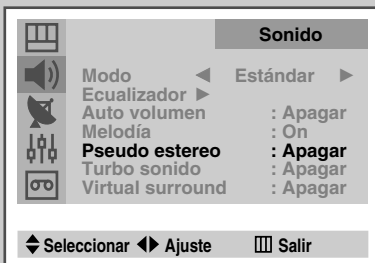 Sonido
Modo ◀ Estándar ▶
Ecualizador ▶
Auto volumen : Apagar
Melodía : On
Pseudo estereo : Apagar
Turbo sonido : Apagar
Virtual surround : Apagar
Seleccionar Ajuste Salir